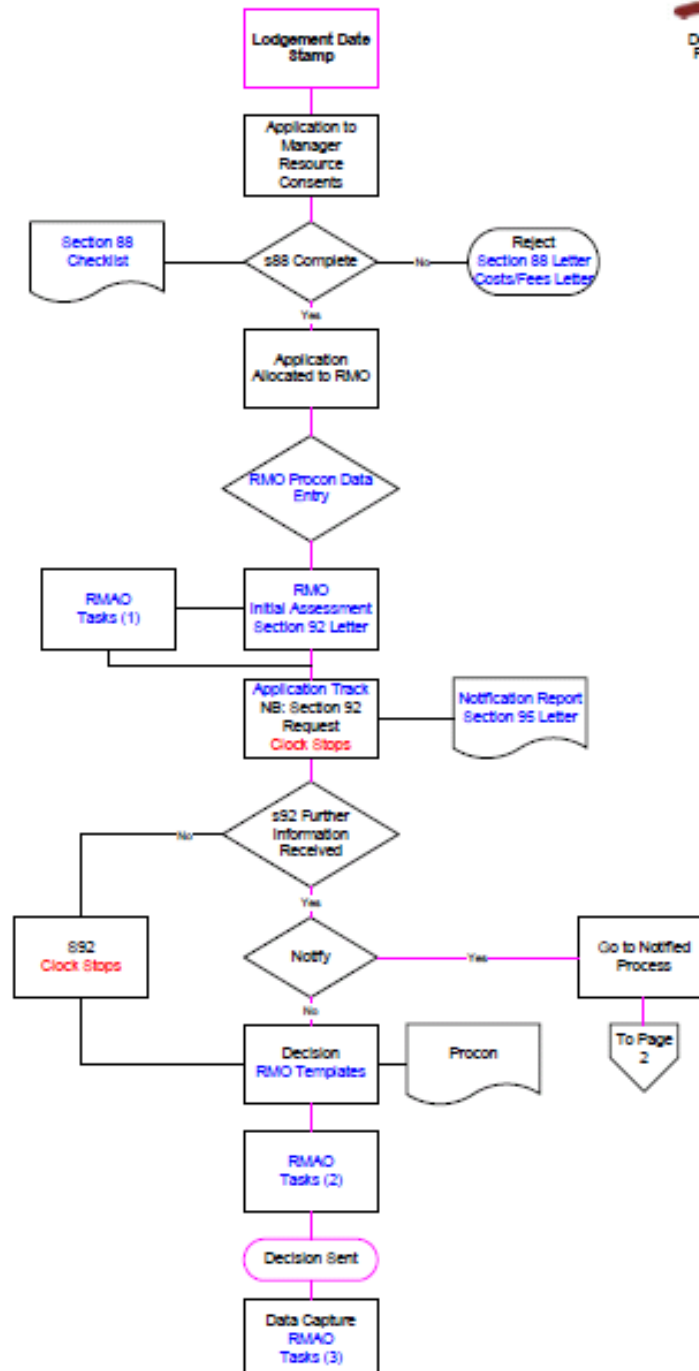 Lodgement Date
Stamp
D
F
Application to
Manager
Resource
Consents
Section 88
Checklist
s88 Complete
No
Reject
Section 88 Letter
Costs/Fees Letter
Yes
Application
Allocated to RMO
RMO Procon Data
Entry
RMAO
Tasks (1)
RMO
Initial Assessment
Section 92 Letter
Application Track
NB: Section 92
Request
Clock Stops
Notification Report
Section 95 Letter
s92 Further
Information
Received
No
Yes
S92
Clock Stops
Notify
Yes
Go to Notified
Process
No
To Page
2
Decision
RMO Templates
Procon
RMAO
Tasks (2)
Decision Sent
Data Capture
RMAO
Tasks (3)